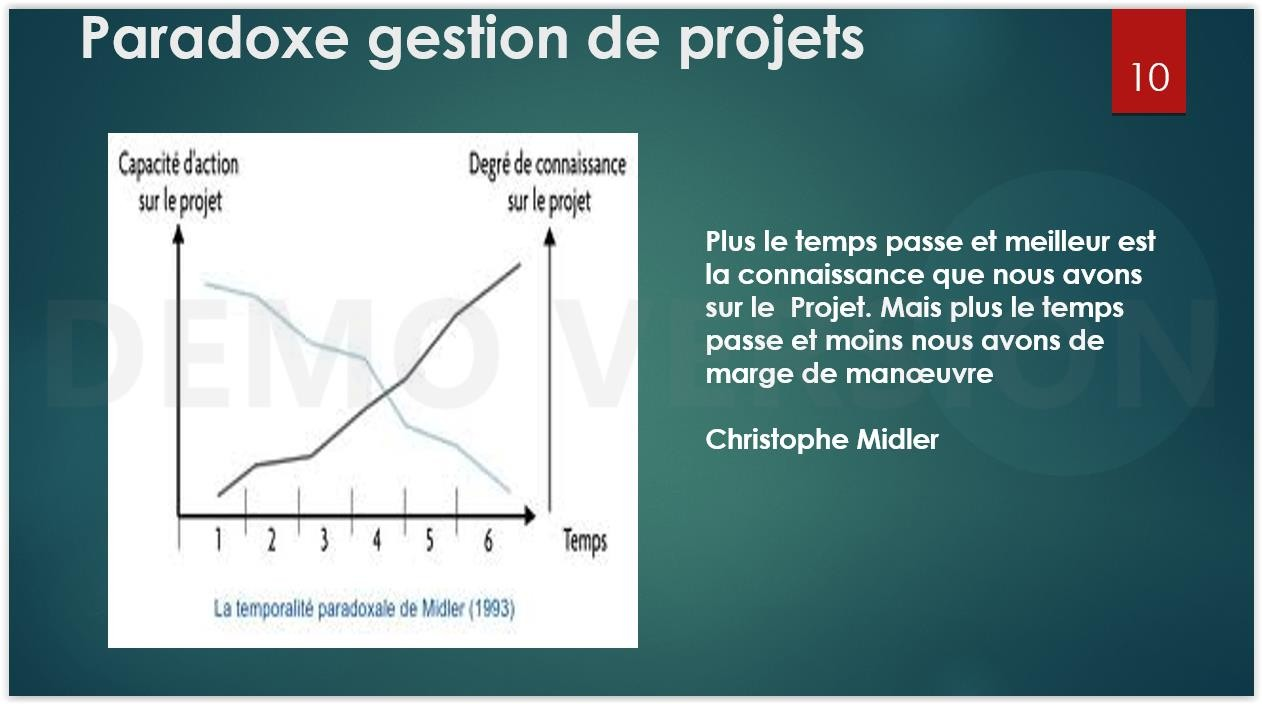 Paradoxe gestion de projets
10
Capacité d'action
sur le projet
Degré de connaissance
sur le projet
1 2 3 4 5 6 Temps
La temporalité paradoxale de Midler (1993)
Plus le temps passe et meilleur est
la connaissance que nous avons
sur le  Projet. Mais plus le temps
passe et moins nous avons de
marge de manœuvre
Christophe Midler
DEMO VERSION